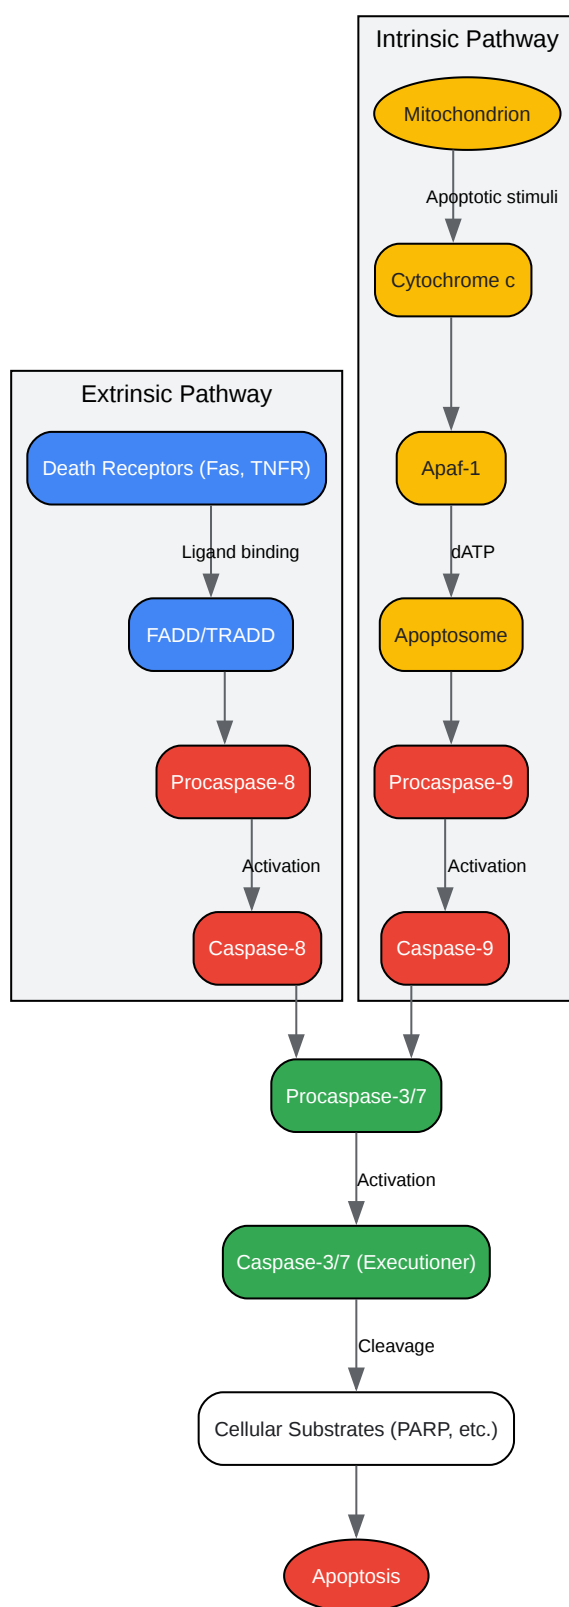 Intrinsic Pathway
Mitochondrion
Apoptotic stimuli
Cytochrome c
Extrinsic Pathway
Death Receptors (Fas, TNFR)
Apaf-1
Ligand binding
dATP
FADD/TRADD
Apoptosome
Procaspase-8
Procaspase-9
Activation
Activation
Caspase-8
Caspase-9
Procaspase-3/7
Activation
Caspase-3/7 (Executioner)
Cleavage
Cellular Substrates (PARP, etc.)
Apoptosis